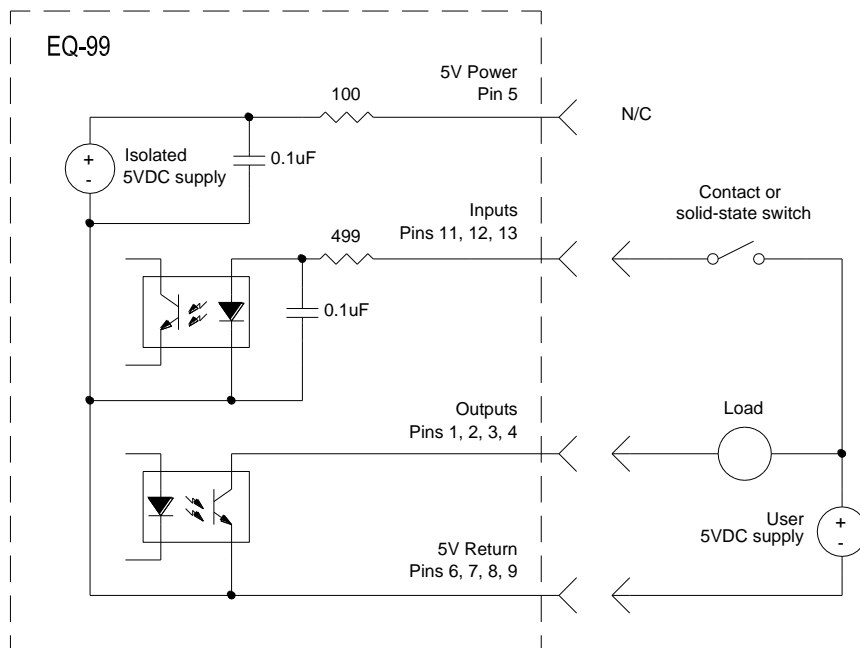 EQ-99
5V Power
Pin 5
100
N/C
+
-
Isolated
5VDC supply
0.1uF
Contact or
solid-state switch
Inputs
Pins 11, 12, 13
499
0.1uF
Outputs
Pins 1, 2, 3, 4
Load
User
5VDC supply
+
-
5V Return
Pins 6, 7, 8, 9